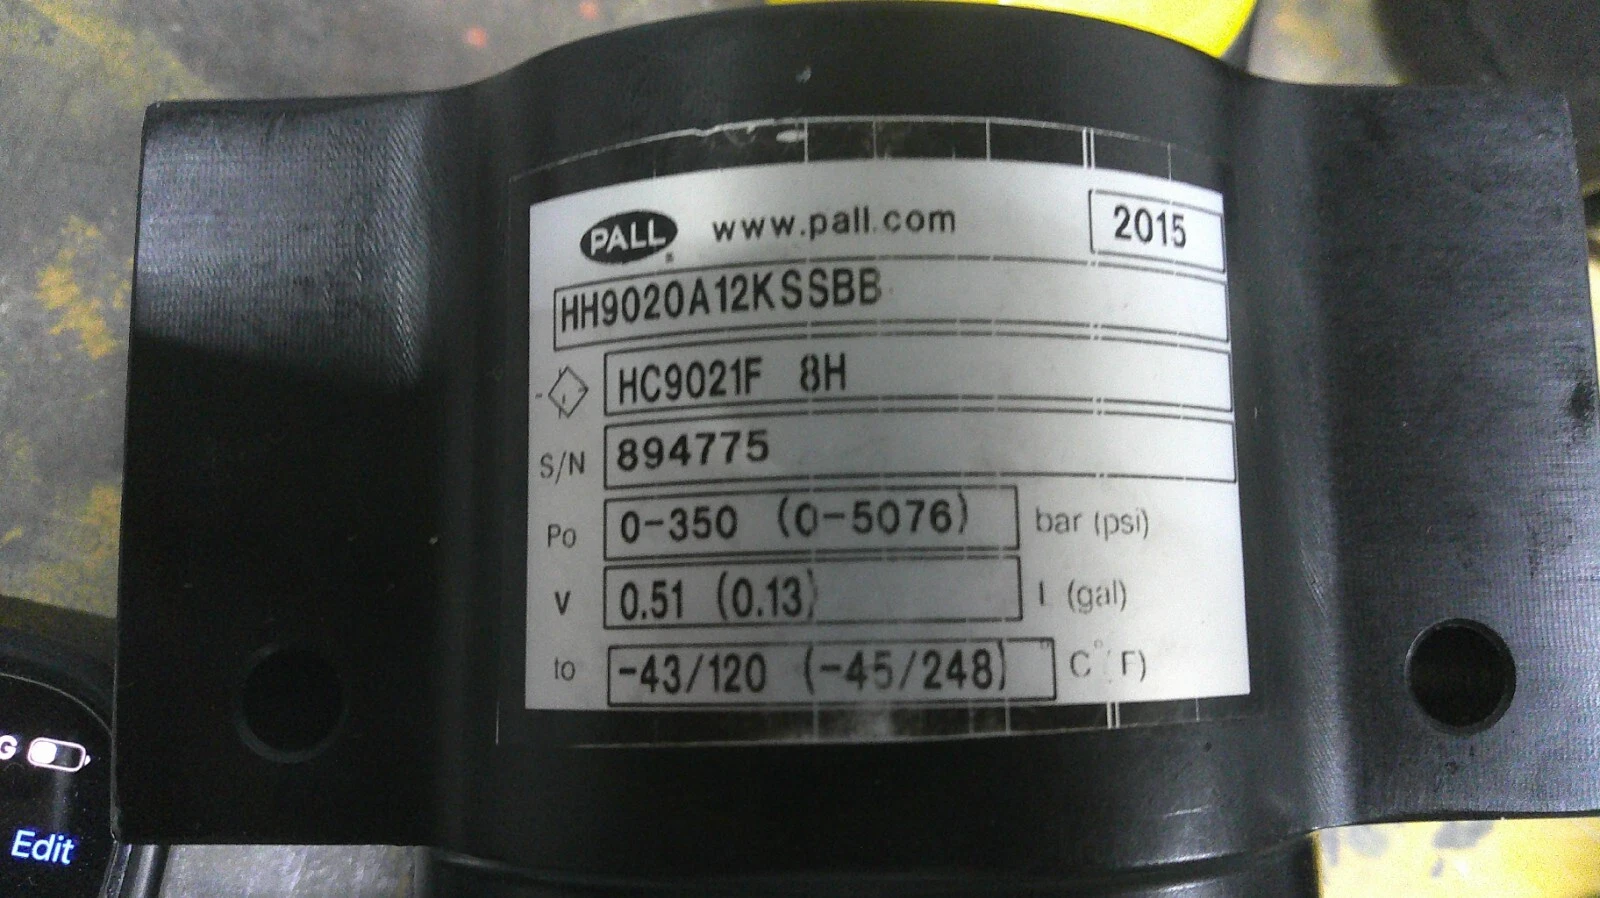 PALL www.pall.com 2015
HH9020A12KSSBB
HC9021F 8H
S/N 894775
Po 0-350 (0-5076) bar (psi)
V 0.51 (0.13) l (gal)
to -43/120 (-45/248) °C (°F)
G
Edit